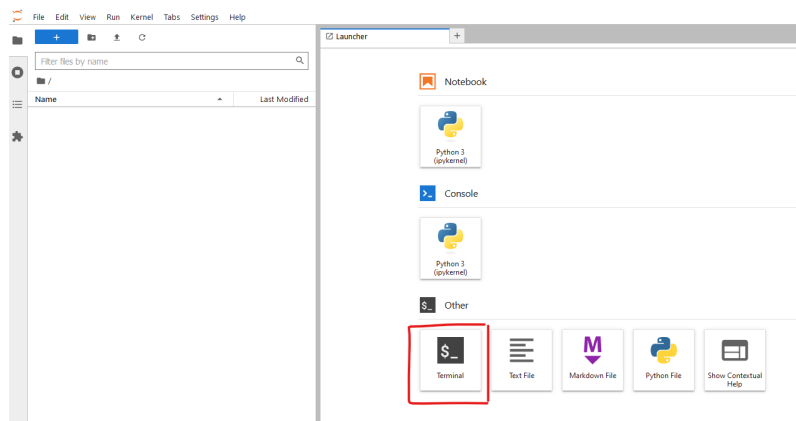 File Edit View Run Kernel Tabs Settings Help
Launcher
Filter files by name
/
Name Last Modified
Notebook
Python 3
(ipykernel)
Console
Python 3
(ipykernel)
$_ Other
$_
M
Terminal Text File Markdown File Python File Show Contextual
Help